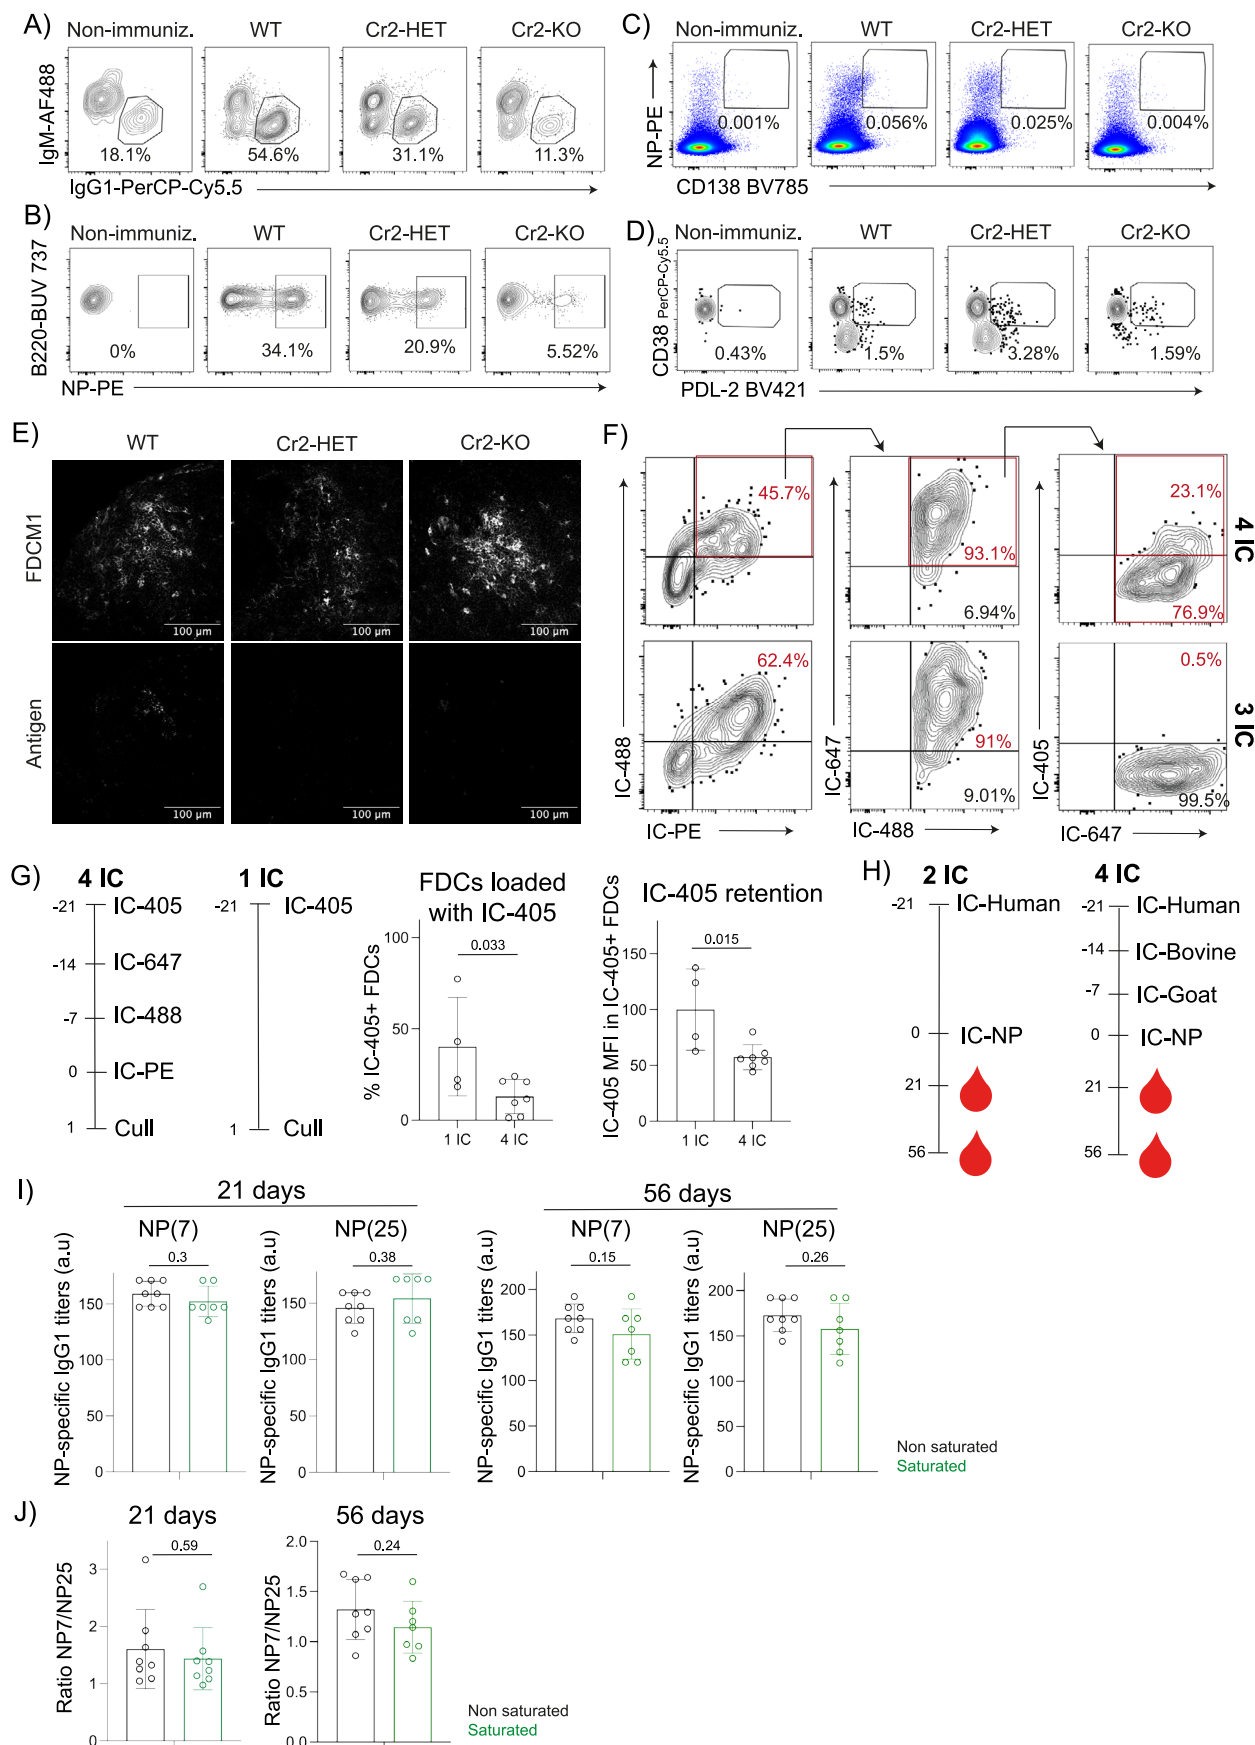 A)
Non-immuniz. WT Cr2-HET Cr2-KO
IgM-AF488
18.1% 54.6% 31.1% 11.3%
IgG1-PerCP-Cy5.5
B)
Non-immuniz. WT Cr2-HET Cr2-KO
B220-BUV 737
0% 34.1% 20.9% 5.52%
NP-PE
C)
Non-immuniz. WT Cr2-HET Cr2-KO
NP-PE
0.001% 0.056% 0.025% 0.004%
CD138 BV785
D)
Non-immuniz. WT Cr2-HET Cr2-KO
CD38 PerCP-Cy5.5
0.43% 1.5% 3.28% 1.59%
PDL-2 BV421
E)
WT Cr2-HET Cr2-KO
FDCM1
100 µm 100 µm 100 µm
Antigen
100 µm 100 µm 100 µm
F)
45.7% 93.1% 6.94% 23.1% 76.9%
4 IC
62.4% 91% 9.01% 0.5% 99.5%
3 IC
IC-488 IC-647 IC-405
IC-PE IC-488 IC-647
G)
4 IC
-21 IC-405
-14 IC-647
-7 IC-488
0 IC-PE
1 Cull
1 IC
-21 IC-405
1 Cull
FDCs loaded
with IC-405
% IC-405+ FDCs
100
50
0
0.033
1 IC 4 IC
IC-405 retention
IC-405 MFI in IC-405+ FDCs
150
100
50
0
0.015
1 IC 4 IC
H)
2 IC
-21 IC-Human
0 IC-NP
21
56
4 IC
-21 IC-Human
-14 IC-Bovine
-7 IC-Goat
0 IC-NP
21
56
I)
21 days
NP(7)
0.3
NP-specific IgG1 titers (a.u)
150
100
50
0
NP(25)
0.38
NP-specific IgG1 titers (a.u)
150
100
50
0
56 days
NP(7)
0.15
NP-specific IgG1 titers (a.u)
200
150
100
50
0
NP(25)
0.26
NP-specific IgG1 titers (a.u)
200
150
100
50
0
Non saturated
Saturated
J)
21 days
0.59
Ratio NP7/NP25
3
2
1
0
56 days
0.24
Ratio NP7/NP25
2.0
1.5
1.0
0.5
0.0
Non saturated
Saturated